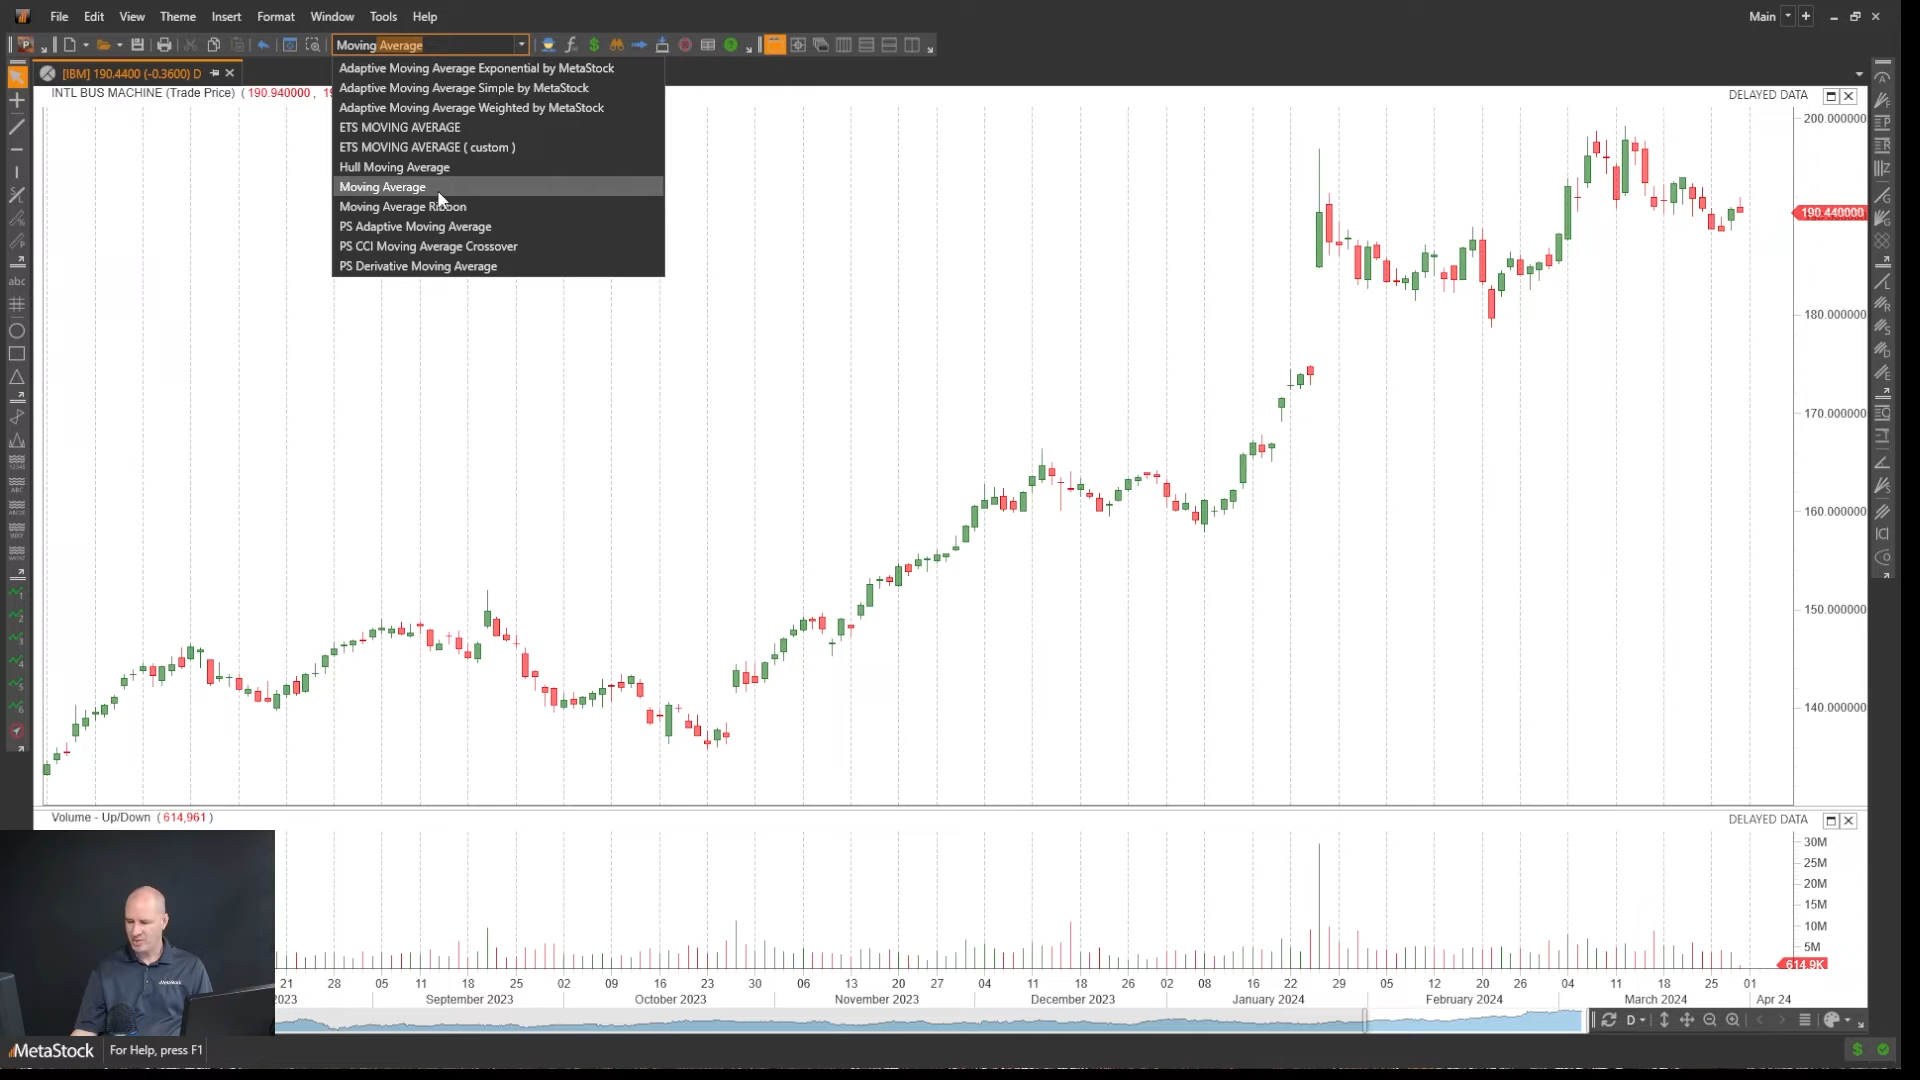 File Edit View Theme Insert Format Window Tools Help
Main
Moving Average
[IBM] 190.4400 (-0.3600) D
INTL BUS MACHINE (Trade Price) ( 190.940000 , 19
DELAYED DATA
Adaptive Moving Average Exponential by MetaStock
Adaptive Moving Average Simple by MetaStock
Adaptive Moving Average Weighted by MetaStock
ETS MOVING AVERAGE
ETS MOVING AVERAGE ( custom )
Hull Moving Average
Moving Average
Moving Average Ribbon
PS Adaptive Moving Average
PS CCI Moving Average Crossover
PS Derivative Moving Average
200.000000
190.440000
180.000000
170.000000
160.000000
150.000000
140.000000
abc
Volume - Up/Down ( 614,961 )
DELAYED DATA
30M
25M
20M
15M
10M
5M
614.9K
21 28 05 11 18 25 02 09 16 23 30 06 13 20 27 04 11 18 26 02 08 16 22 29 05 12 20 26 04 11 18 25 01
2023 September 2023 October 2023 November 2023 December 2023 January 2024 February 2024 March 2024 Apr 24
D
MetaStock
MetaStock For Help, press F1